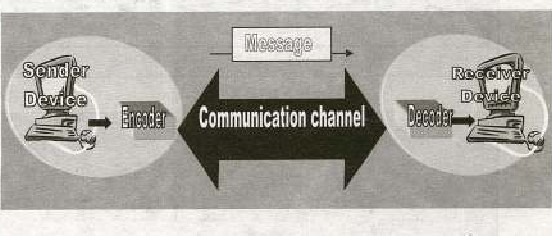 Message
Sender
Device
Encoder
Communication channel
Decoder
Receiver
Device